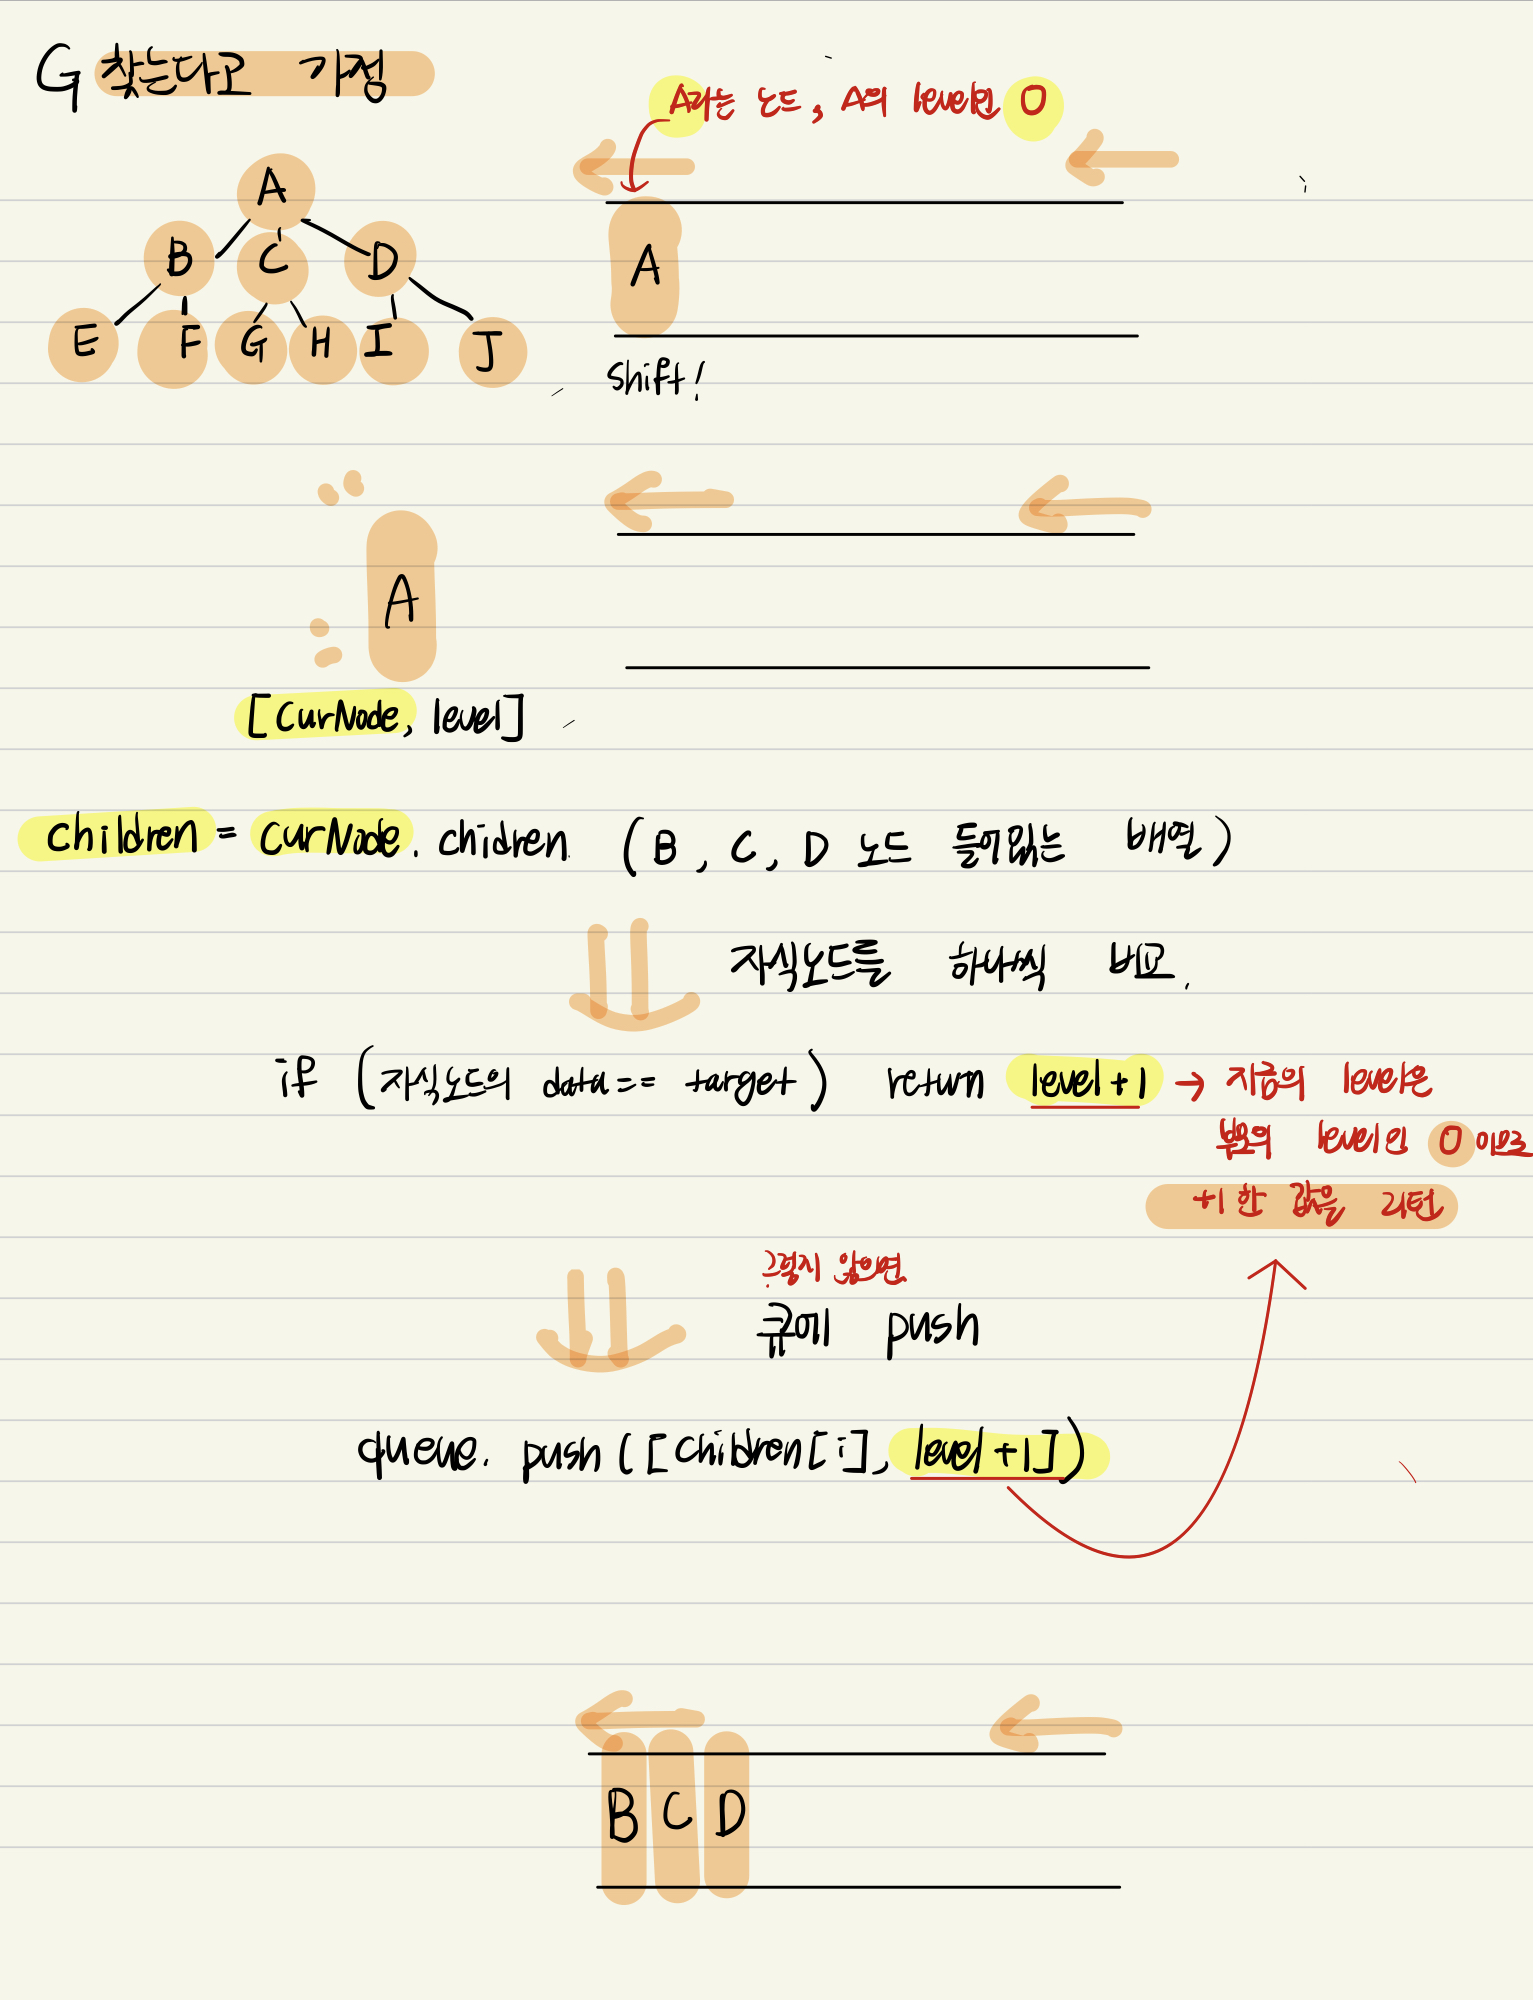 G 찾는다고 가정
A라는 노드, A의 level인 0
A
B C D
E F G H I J
A
Shift!
A
[CurNode, level]
children = curNode. chidren. (B, C, D 노드 들어있는 배열)
자식노드를 하나씩 보고.
if (자식노드의 data == target) return level+1 → 지금의 level은
부모의 level인 0 이므로
+1 한 값을 리턴
그렇지 않으면
큐에 push
queue. push ([Children[i], level+1])
B C D